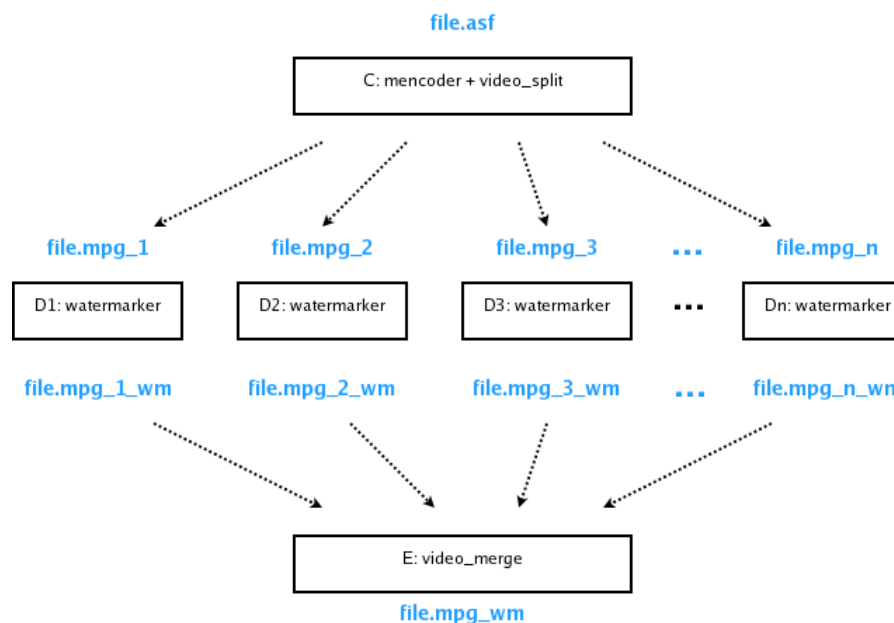 file.asf
C: mencoder + video_split
file.mpg_1 file.mpg_2 file.mpg_3 ... file.mpg_n
D1: watermarker D2: watermarker D3: watermarker ... Dn: watermarker
file.mpg_1_wm file.mpg_2_wm file.mpg_3_wm ... file.mpg_n_wn
E: video_merge
file.mpg_wm